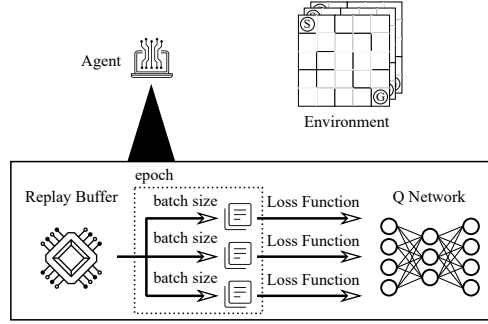 S
G
Agent
Environment
epoch
Replay Buffer
batch size
Loss Function
Q Network
batch size
Loss Function
batch size
Loss Function